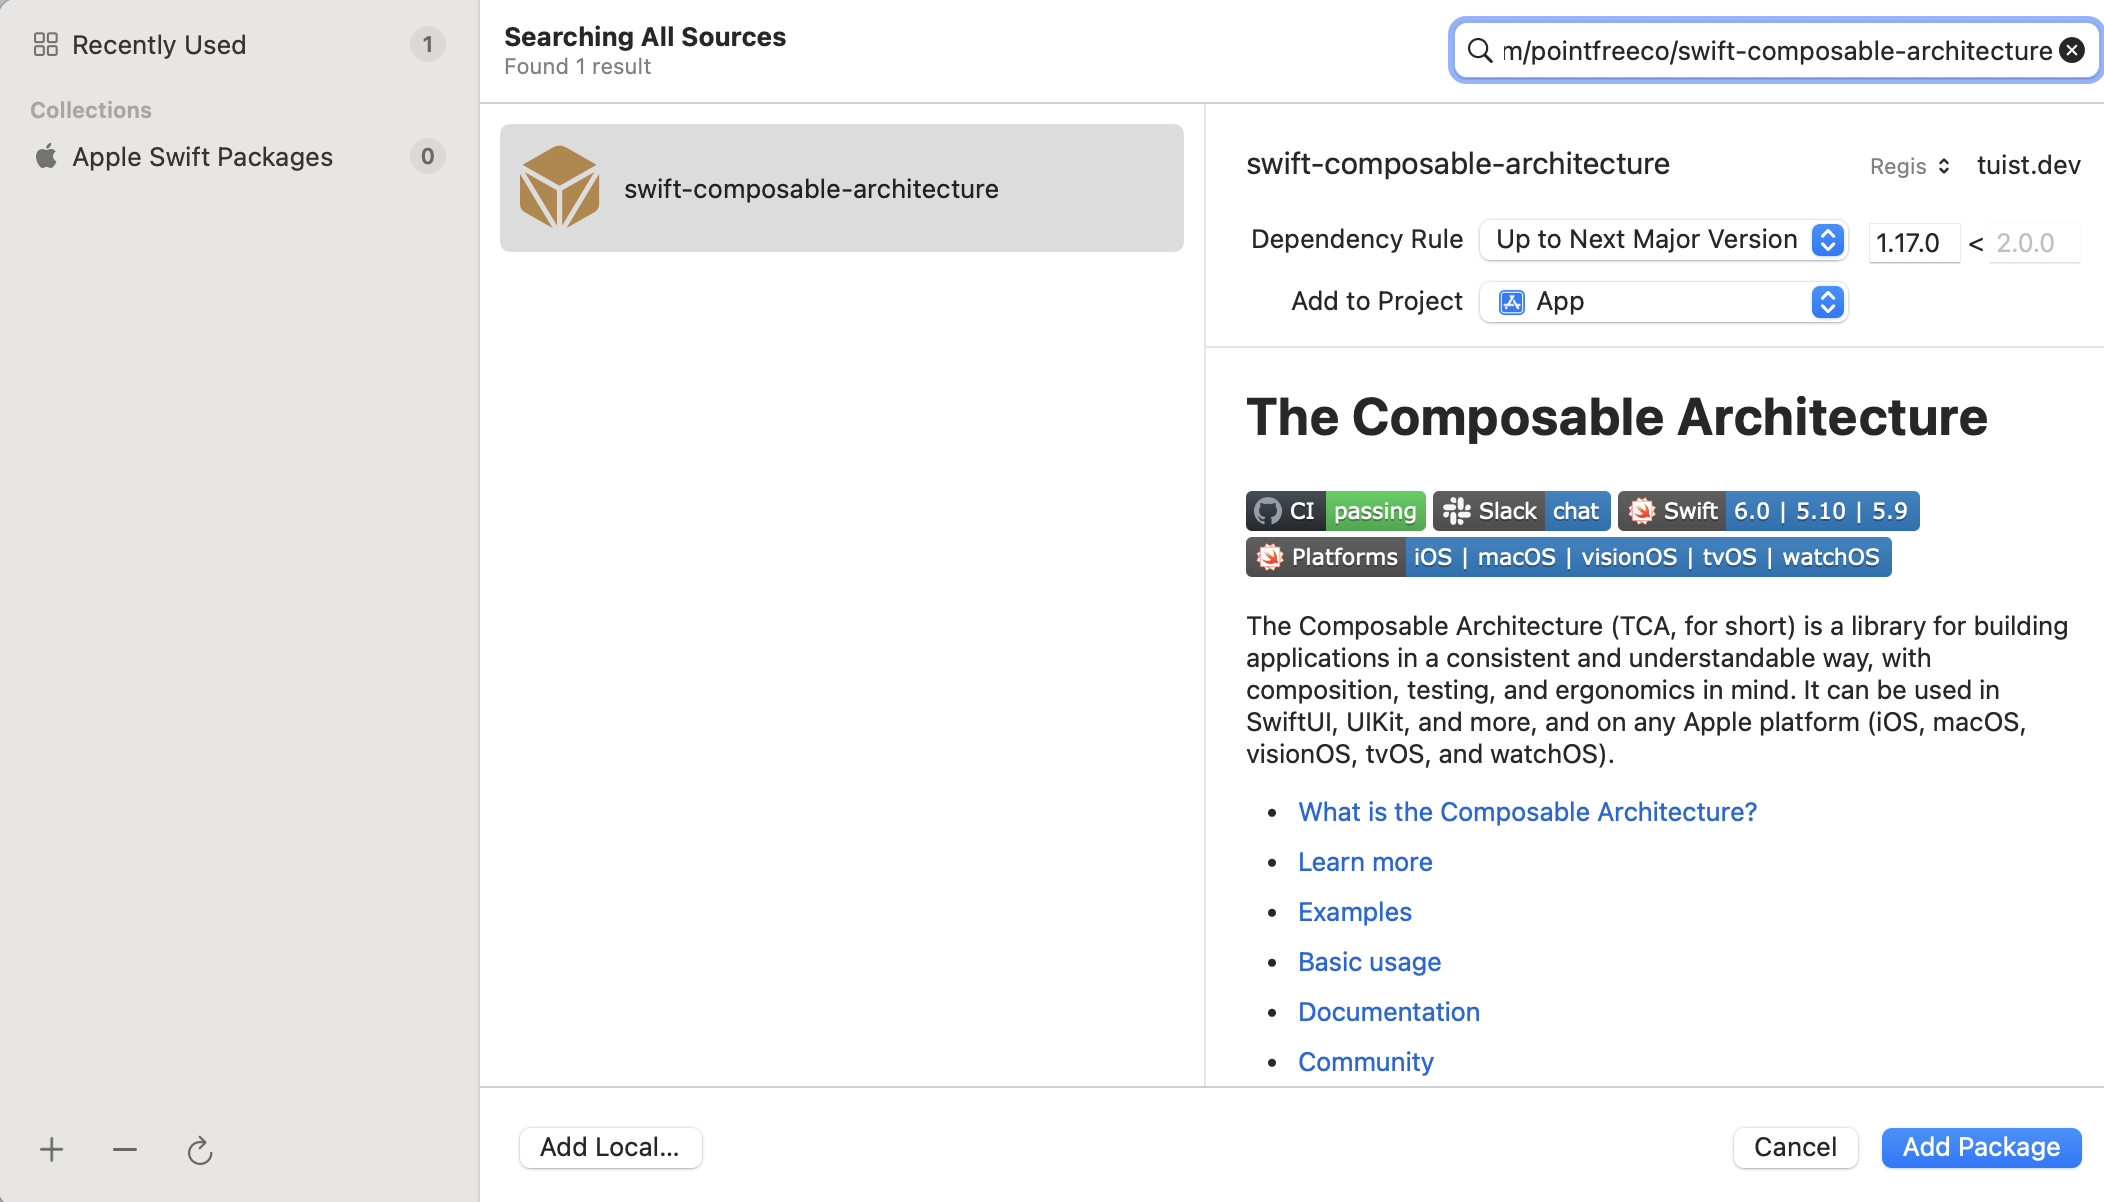 Recently Used 1
Collections
Apple Swift Packages 0
Searching All Sources
Found 1 result
m/pointfreeco/swift-composable-architecture
swift-composable-architecture
swift-composable-architecture Regis tuist.dev
Dependency Rule Up to Next Major Version 1.17.0 < 2.0.0
Add to Project App
The Composable Architecture
CI passing Slack chat Swift 6.0 | 5.10 | 5.9
Platforms iOS | macOS | visionOS | tvOS | watchOS
The Composable Architecture (TCA, for short) is a library for building
applications in a consistent and understandable way, with
composition, testing, and ergonomics in mind. It can be used in
SwiftUI, UIKit, and more, and on any Apple platform (iOS, macOS,
visionOS, tvOS, and watchOS).
• What is the Composable Architecture?
• Learn more
• Examples
• Basic usage
• Documentation
• Community
Add Local... Cancel Add Package